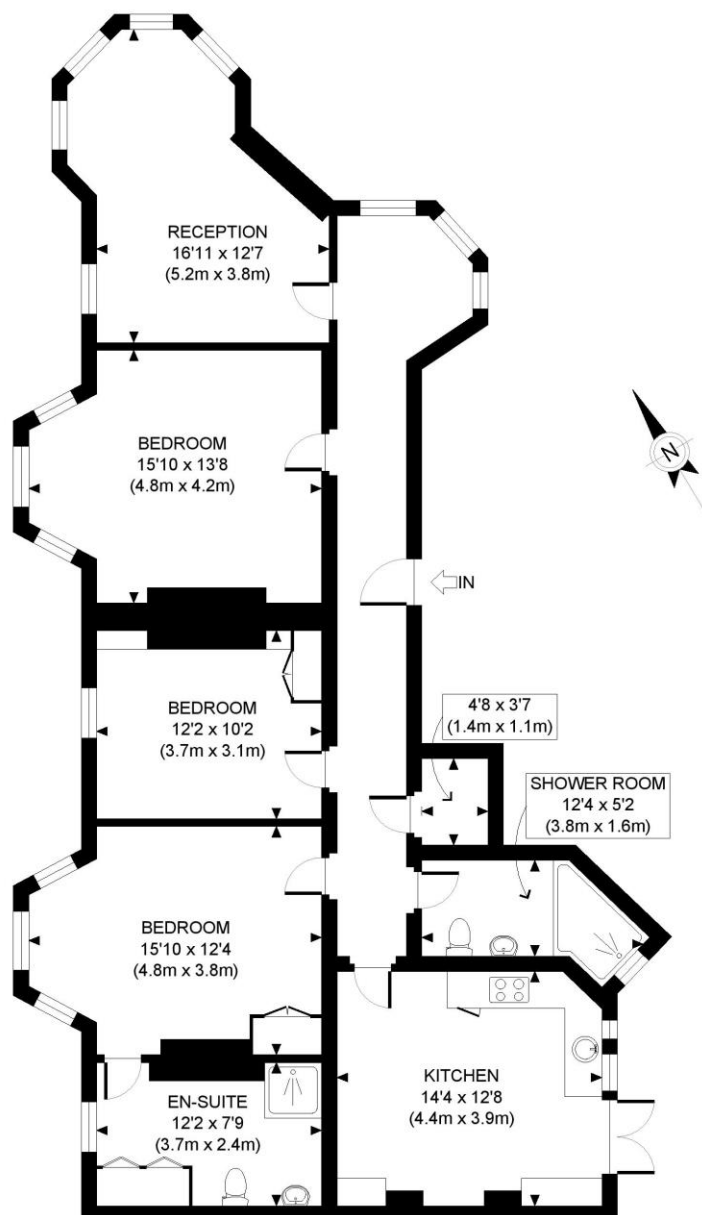 RECEPTION
16'11 x 12'7
(5.2m x 3.8m)
BEDROOM
15'10 x 13'8
(4.8m x 4.2m)
N
IN
BEDROOM
12'2 x 10'2
(3.7m x 3.1m)
4'8 x 3'7
(1.4m x 1.1m)
SHOWER ROOM
12'4 x 5'2
(3.8m x 1.6m)
BEDROOM
15'10 x 12'4
(4.8m x 3.8m)
KITCHEN
14'4 x 12'8
(4.4m x 3.9m)
EN-SUITE
12'2 x 7'9
(3.7m x 2.4m)